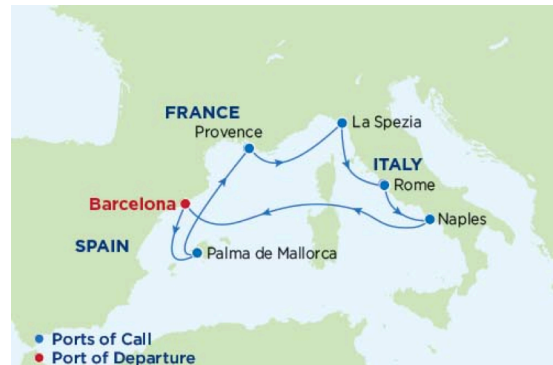 FRANCE
Provence
La Spezia
ITALY
Rome
Barcelona
Naples
SPAIN
Palma de Mallorca
Ports of Call
Port of Departure